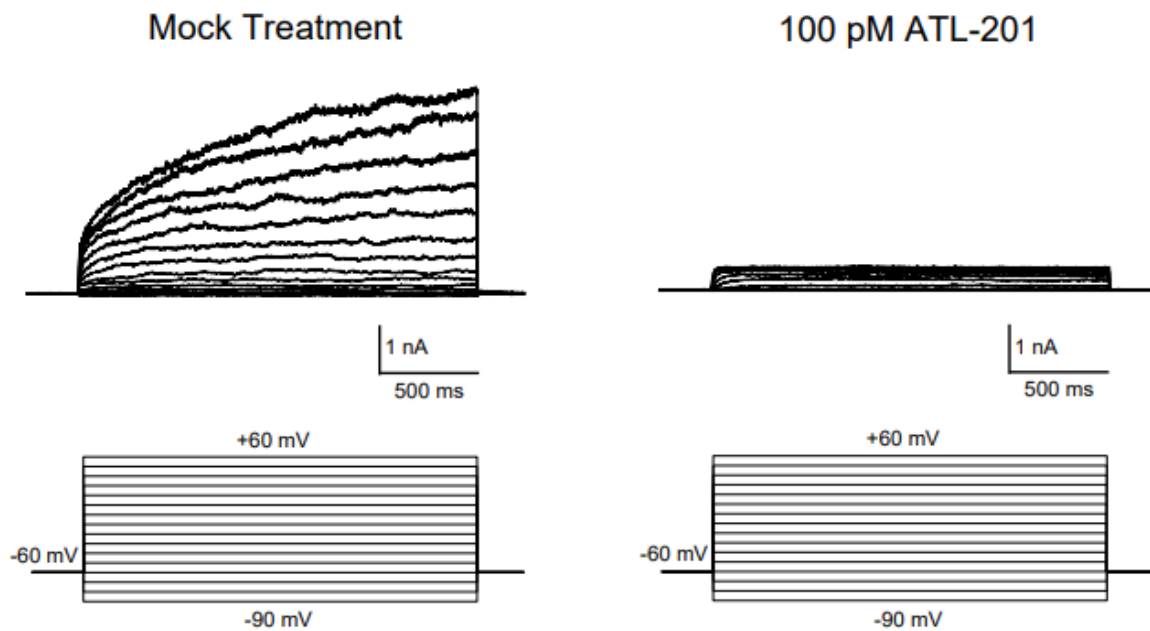 Mock Treatment
100 pM ATL-201
1 nA
500 ms
1 nA
500 ms
+60 mV
-60 mV
-90 mV
+60 mV
-60 mV
-90 mV